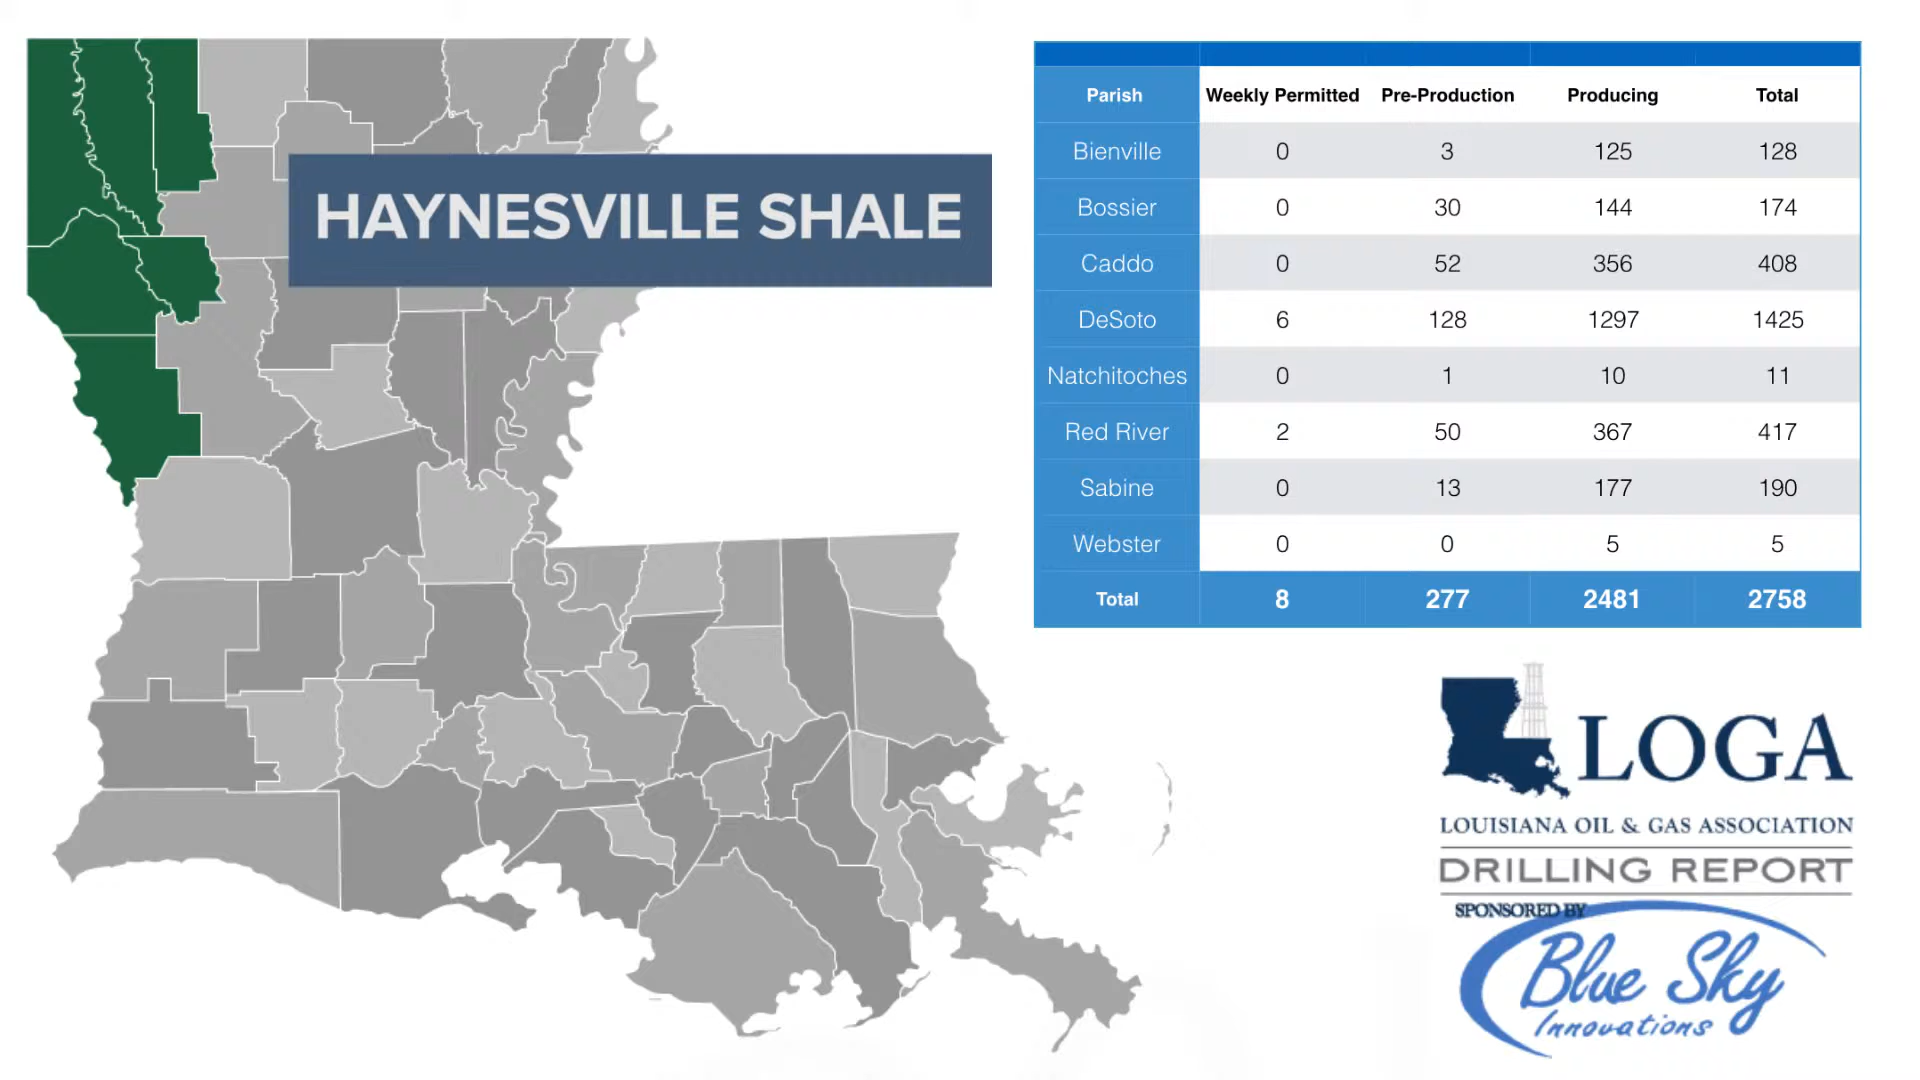 HAYNESVILLE SHALE
Parish Weekly Permitted Pre-Production Producing Total
Bienville 0 3 125 128
Bossier 0 30 144 174
Caddo 0 52 356 408
DeSoto 6 128 1297 1425
Natchitoches 0 1 10 11
Red River 2 50 367 417
Sabine 0 13 177 190
Webster 0 0 5 5
Total 8 277 2481 2758
LOGA
LOUISIANA OIL & GAS ASSOCIATION
DRILLING REPORT
SPONSORED BY
Blue Sky
Innovations